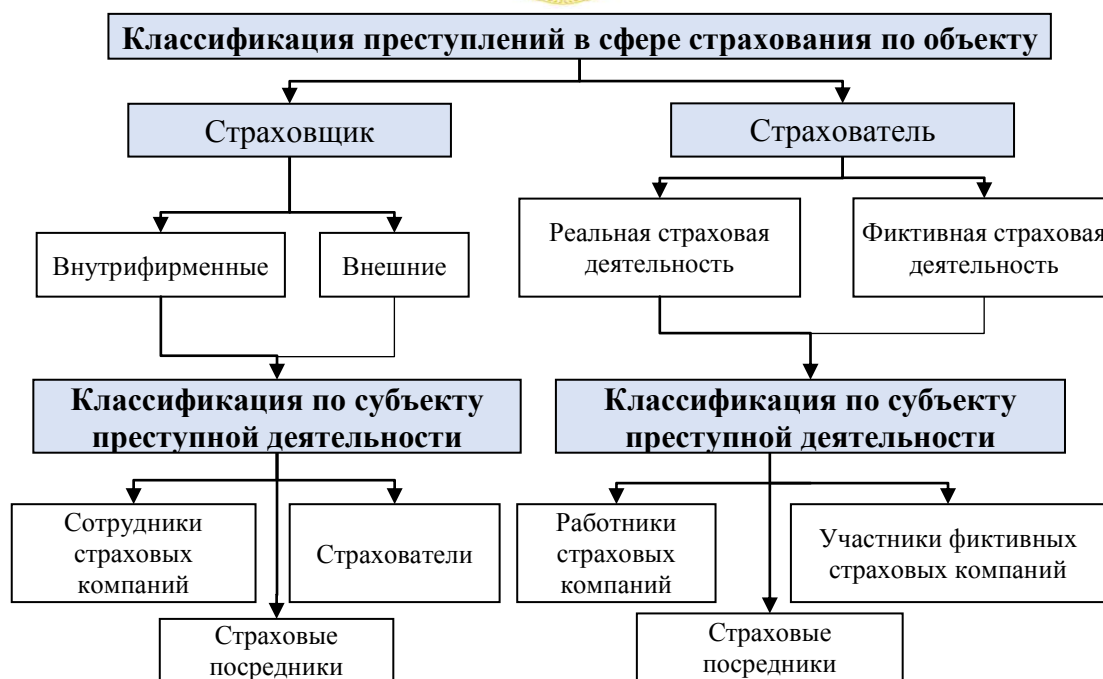 Классификация преступлений в сфере страхования по объекту
Страховщик
Страхователь
Внутрифирменные
Внешние
Реальная страховая
деятельность
Фиктивная страховая
деятельность
Классификация по субъекту
преступной деятельности
Классификация по субъекту
преступной деятельности
Сотрудники
страховых
компаний
Страхователи
Работники
страховых
компаний
Участники фиктивных
страховых компаний
Страховые
посредники
Страховые
посредники